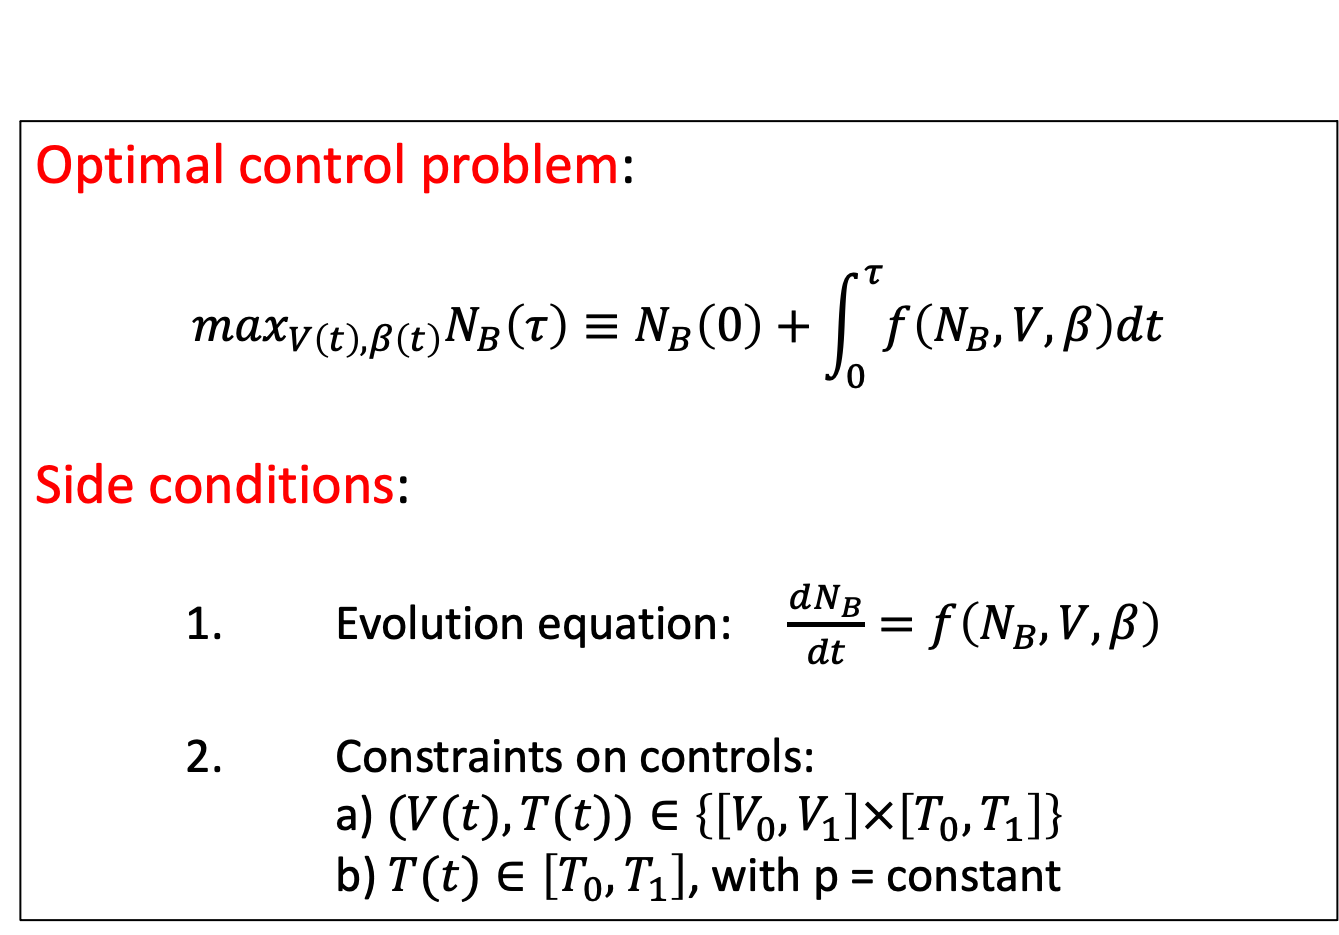 Optimal control problem:
max_{V(t),β(t)} N_B(τ) ≡ N_B(0) + ∫_0^τ f(N_B, V, β)dt
Side conditions:
1. Evolution equation: dN_B/dt = f(N_B, V, β)
2. Constraints on controls:
a) (V(t), T(t)) ∈ {[V_0, V_1]×[T_0, T_1]}
b) T(t) ∈ [T_0, T_1], with p = constant